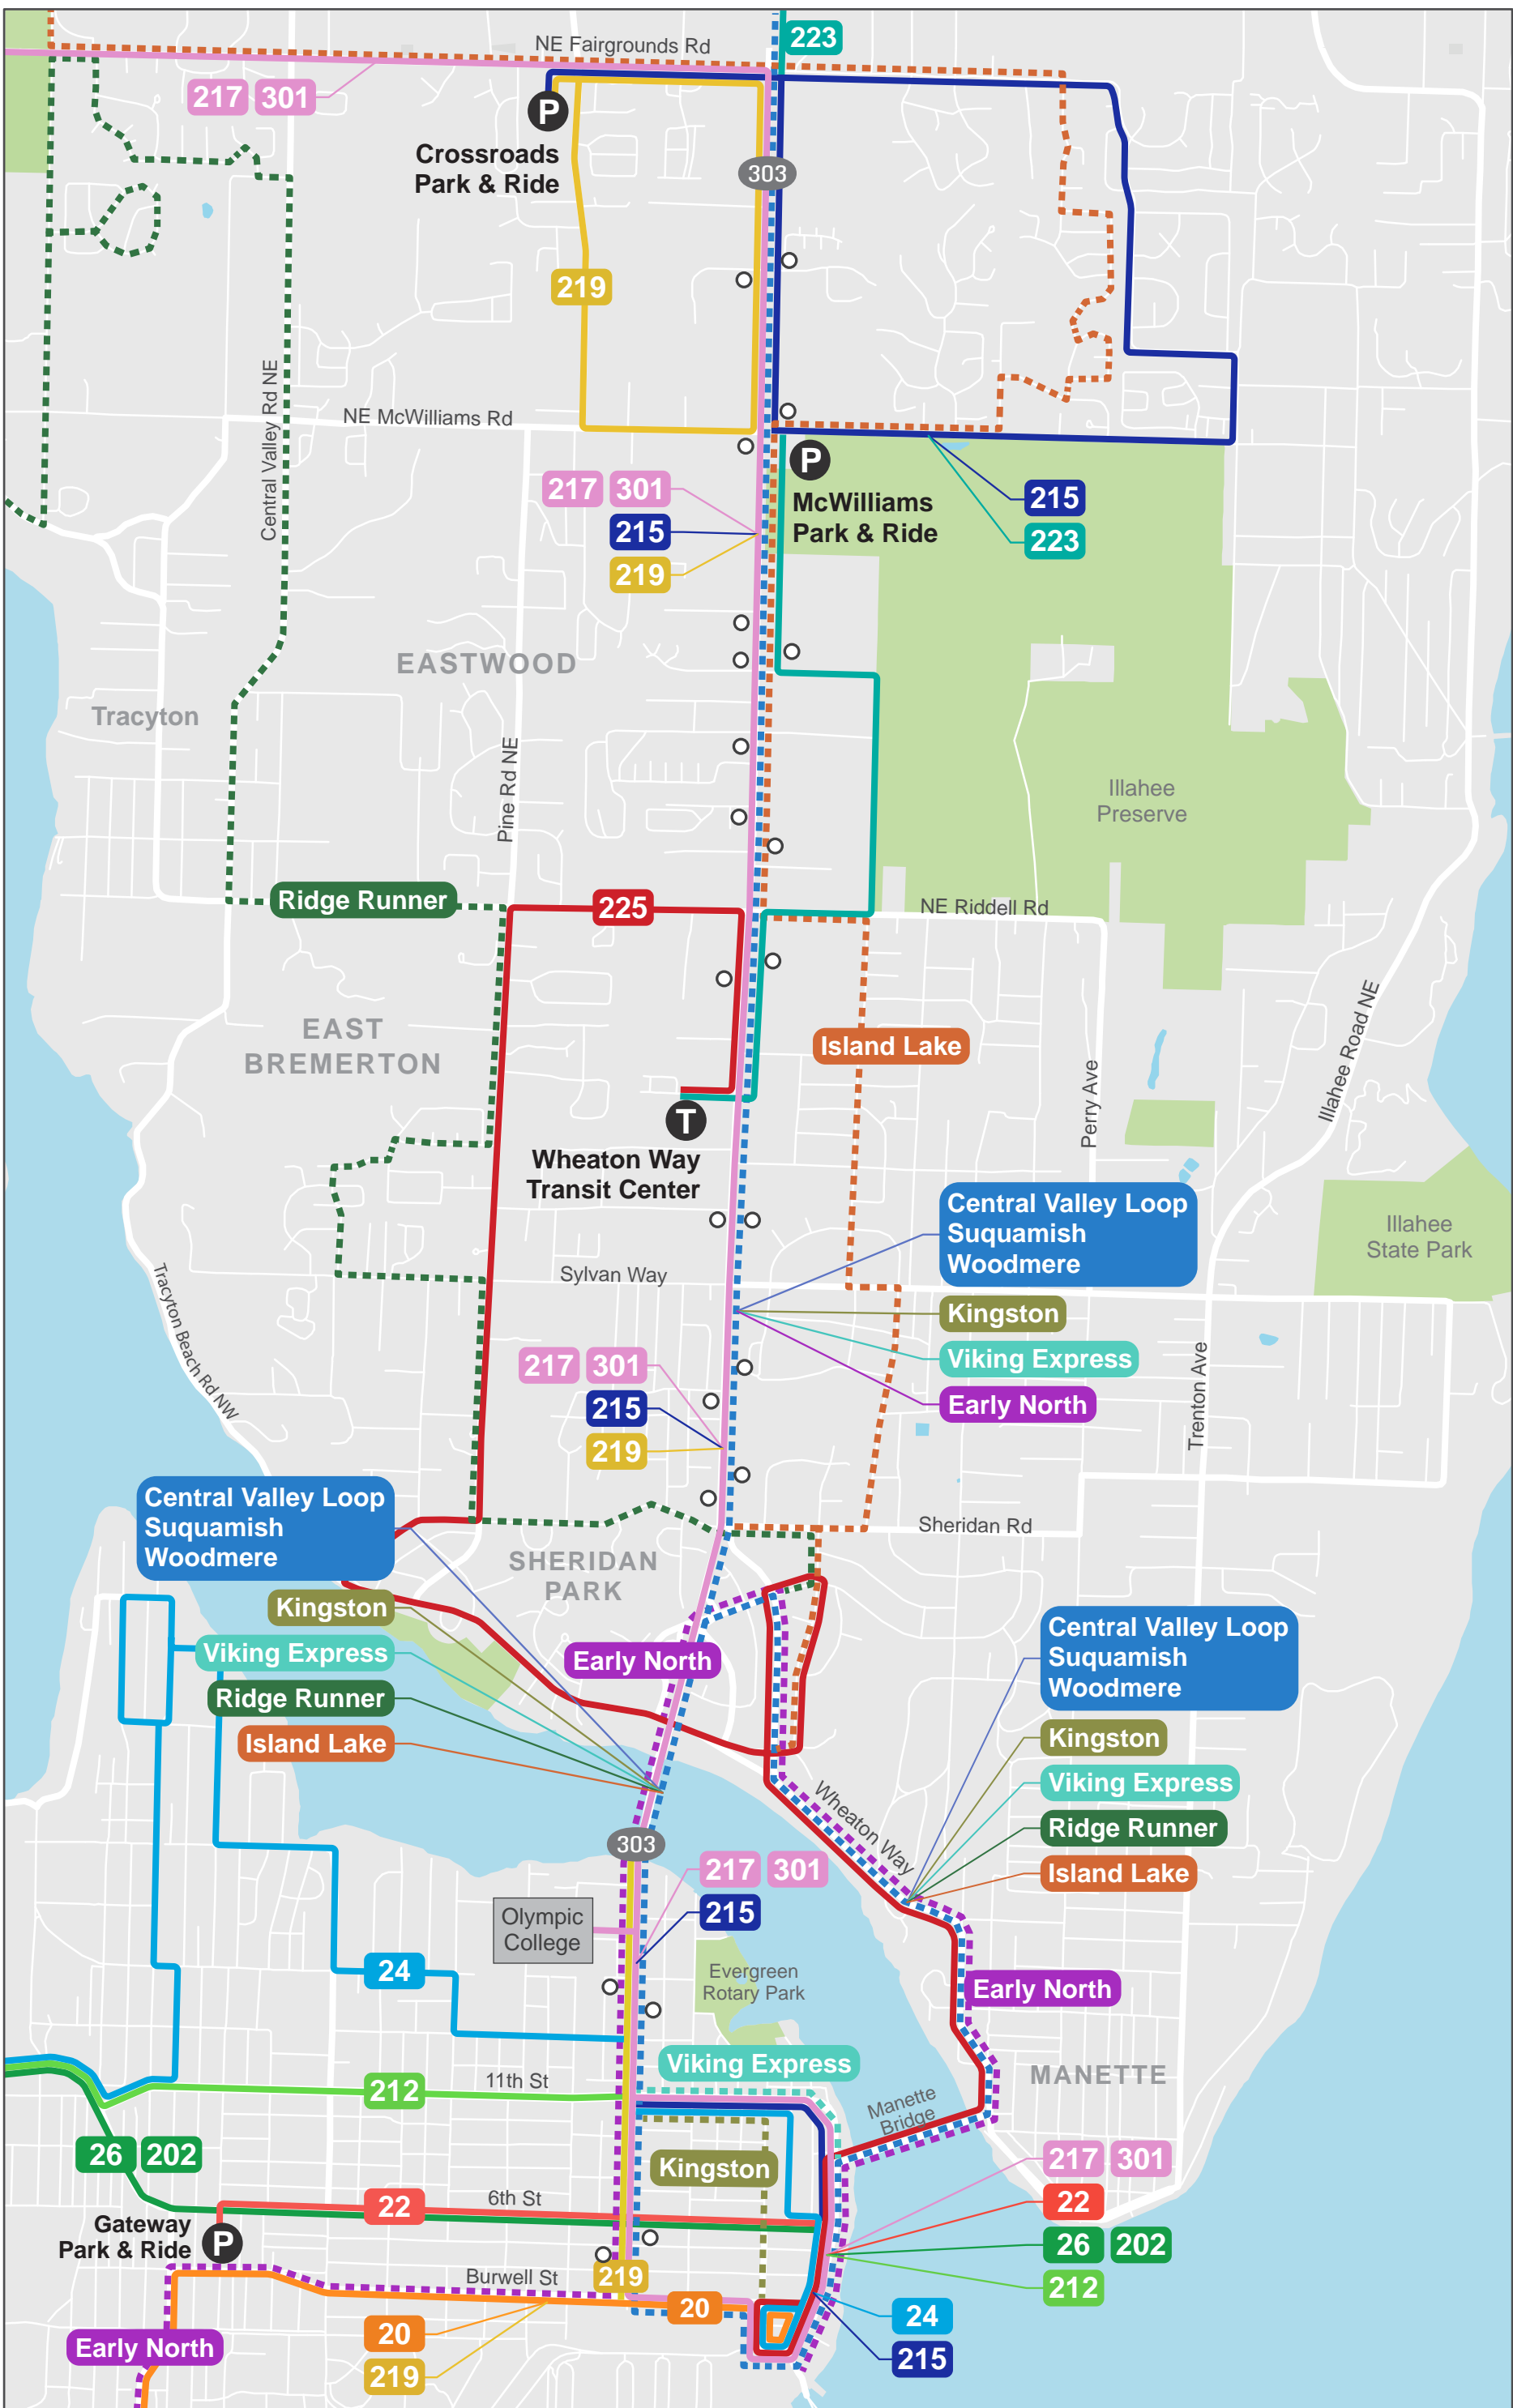 223
NE Fairgrounds Rd
217 301
P
Crossroads
Park & Ride
303
219
Central Valley Rd NE
NE McWilliams Rd
P
McWilliams
Park & Ride
217 301
215
219
215
223
EASTWOOD
Tracyton
Pine Rd NE
Illahee
Preserve
Ridge Runner
225
NE Riddell Rd
EAST
BREMERTON
Island Lake
Perry Ave
Illahee Road NE
T
Wheaton Way
Transit Center
Central Valley Loop
Suquamish
Woodmere
Kingston
Viking Express
Early North
Illahee
State Park
Sylvan Way
Tracyton Beach Rd NW
217 301
215
219
Trenton Ave
Central Valley Loop
Suquamish
Woodmere
Kingston
Viking Express
Ridge Runner
Island Lake
Sheridan Rd
SHERIDAN
PARK
Early North
Central Valley Loop
Suquamish
Woodmere
Kingston
Viking Express
Ridge Runner
Island Lake
Wheaton Way
303
217 301
215
Olympic
College
24
Evergreen
Rotary Park
Early North
Viking Express
MANETTE
11th St
212
Manette
Bridge
26 202
Kingston
217 301
22
26 202
212
22
6th St
Gateway
Park & Ride
P
Burwell St
219
20
24
215
Early North
20
219